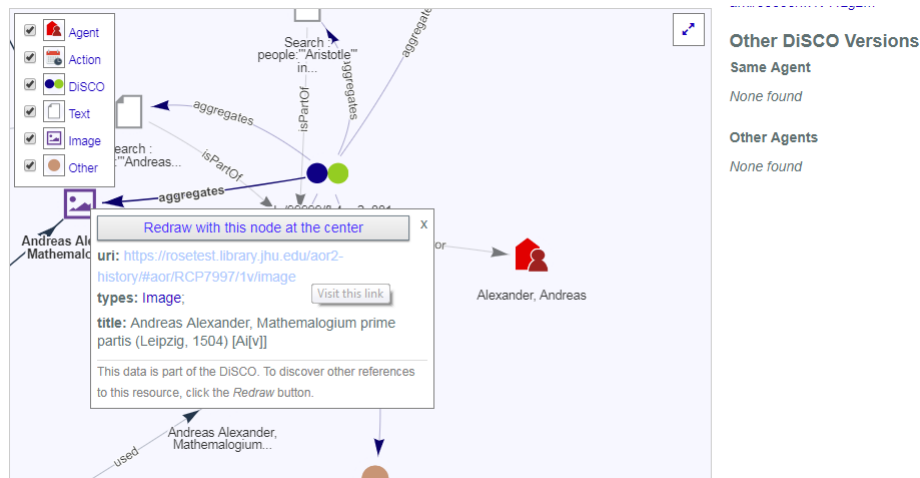 Agent
Action
DiSCO
Text
Image
Other
Search :
people:"'Aristotle'"
in...
aggregates
aggregates
isPartOf
aggregates
earch :
:"'Andreas...
isPartOf
aggregates
Andreas Al
Mathemalo
Redraw with this node at the center
x
uri: https://rosetest.library.jhu.edu/aor2-
history/#aor/RCP7997/1v/image
Visit this link
types: Image;
title: Andreas Alexander, Mathemalogium prime
partis (Leipzig, 1504) [Ai[v]]
This data is part of the DiSCO. To discover other references
to this resource, click the Redraw button.
or
Alexander, Andreas
Andreas Alexander,
Mathemalogium...
used
Other DiSCO Versions
Same Agent
None found
Other Agents
None found